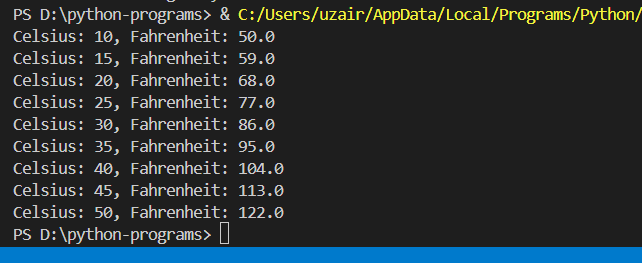 PS D:\python-programs> & C:/Users/uzair/AppData/Local/Programs/Python/
Celsius: 10, Fahrenheit: 50.0
Celsius: 15, Fahrenheit: 59.0
Celsius: 20, Fahrenheit: 68.0
Celsius: 25, Fahrenheit: 77.0
Celsius: 30, Fahrenheit: 86.0
Celsius: 35, Fahrenheit: 95.0
Celsius: 40, Fahrenheit: 104.0
Celsius: 45, Fahrenheit: 113.0
Celsius: 50, Fahrenheit: 122.0
PS D:\python-programs>